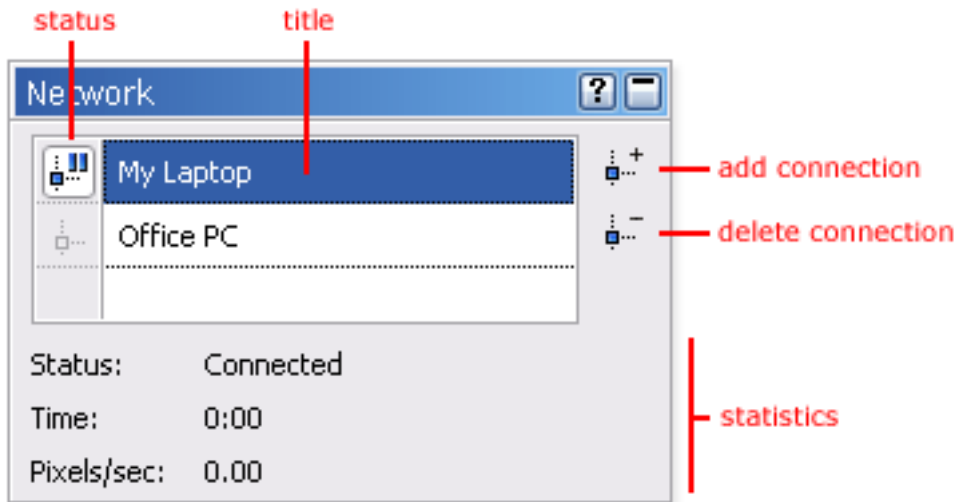 status title
Network ?
My Laptop add connection
Office PC delete connection
Status: Connected
Time: 0:00 statistics
Pixels/sec: 0.00